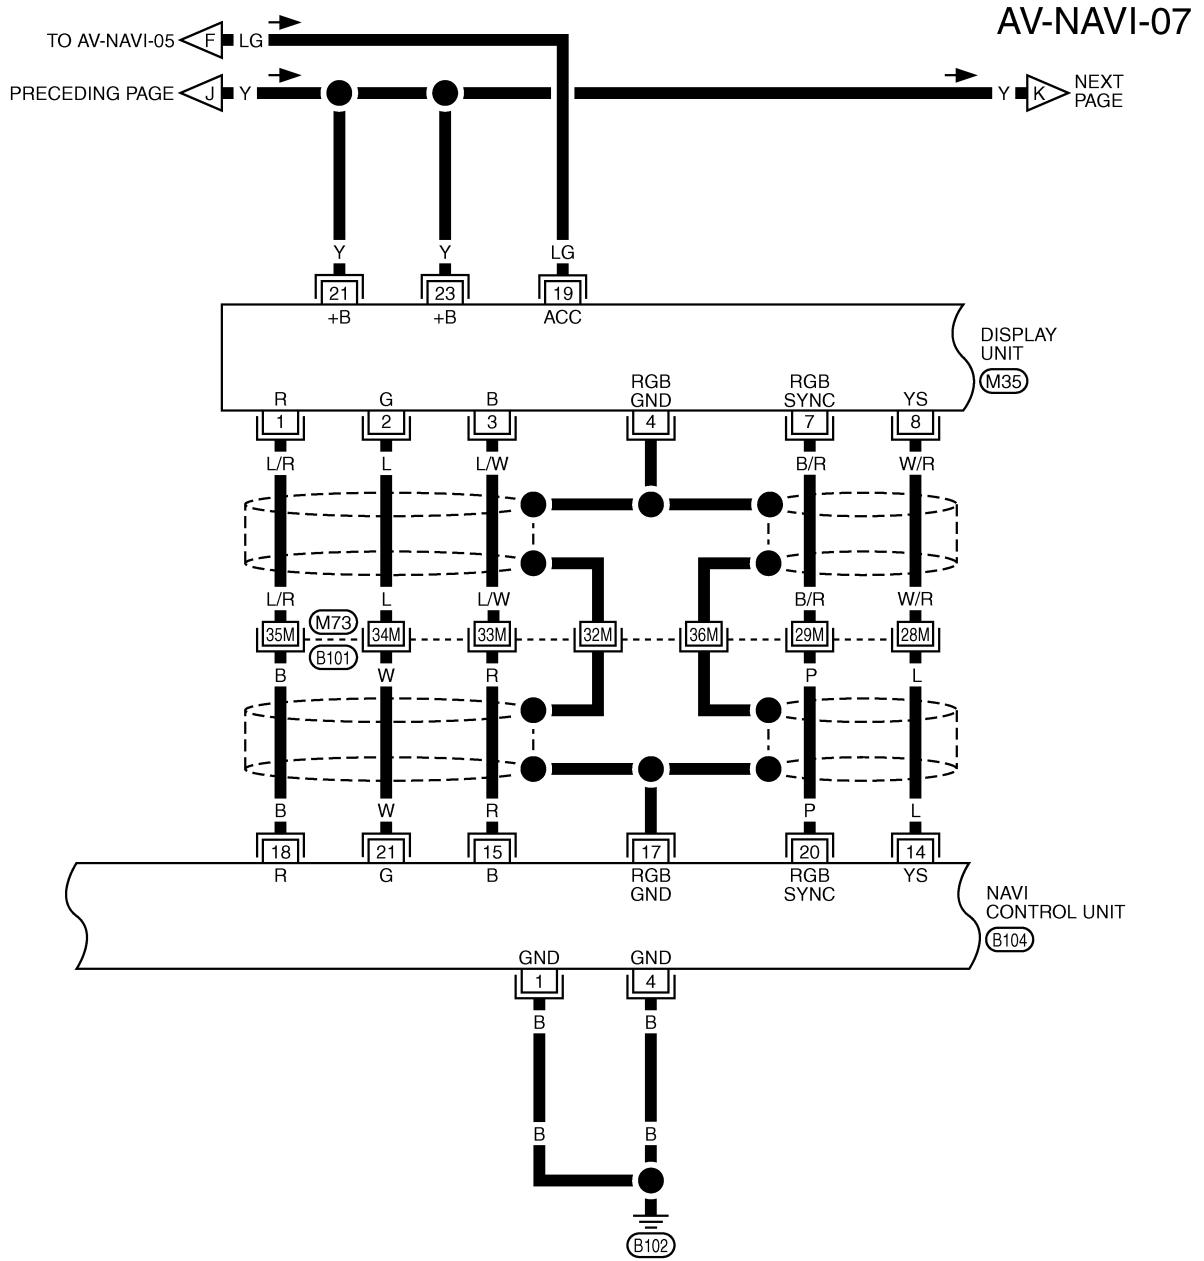 AV-NAVI-07
TO AV-NAVI-05 F LG
PRECEDING PAGE J Y Y K NEXT
PAGE
Y Y LG
21 23 19
+B +B ACC
DISPLAY
UNIT
M35
RGB RGB
R G B GND SYNC YS
1 2 3 4 7 8
L/R L L/W B/R W/R
L/R L L/W B/R W/R
M73
35M 34M 33M 32M 36M 29M 28M
B101
B W R P L
B W R P L
18 21 15 17 20 14
R G B RGB RGB YS
GND SYNC
NAVI
CONTROL UNIT
B104
GND GND
1 4
B B
B B
B102